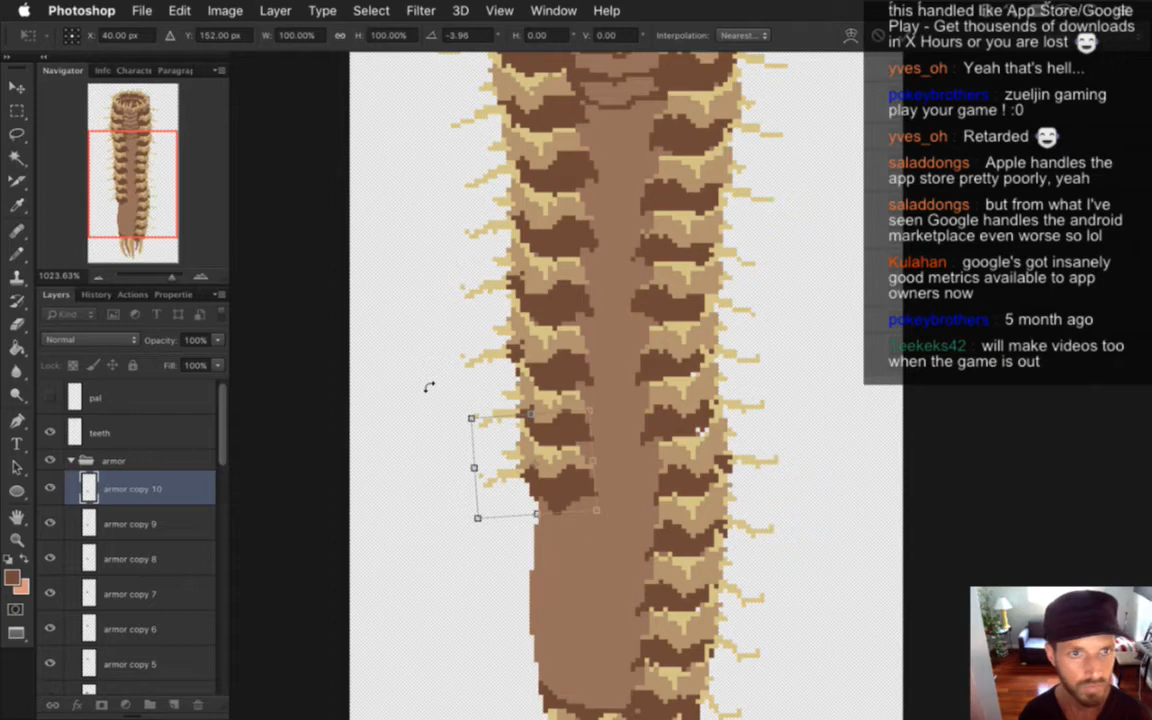 Photoshop File Edit Image Layer Type Select Filter 3D View Window Help
X: 40.00 px Y: 152.00 px W: 100.00% H: 100.00% -3.96 H: 0.00 V: 0.00 Interpolation: Nearest...
Navigator Info Characte Paragraph
1023.63%
Layers History Actions Propertie
Kind
Normal Opacity: 100%
Lock: Fill: 100%
pal
teeth
armor
armor copy 10
armor copy 9
armor copy 8
armor copy 7
armor copy 6
armor copy 5
fx
this handled like App Store/Google
Play - Get thousands of downloads
in X Hours or you are lost
yves_oh : Yeah that's hell...
pokeybrothers : zueljin gaming
play your game ! :0
yves_oh : Retarded
saladdongs : Apple handles the
app store pretty poorly, yeah
saladdongs : but from what I've
seen Google handles the android
marketplace even worse so lol
Kulahan : google's got insanely
good metrics available to app
owners now
pokeybrothers : 5 month ago
Teekeks42 : will make videos too
when the game is out